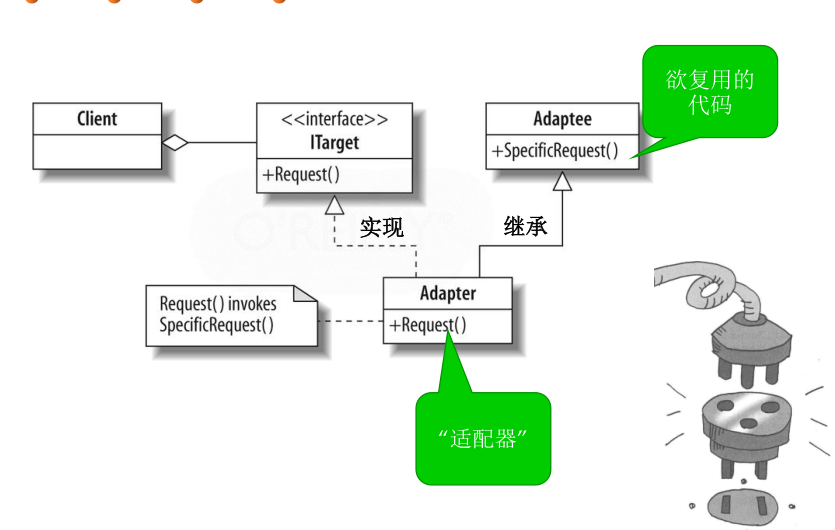 Client
<<interface>>
ITarget
+Request()
Adaptee
+SpecificRequest()
欲复用的
代码
实现
继承
Request() invokes
SpecificRequest()
Adapter
+Request()
“适配器”